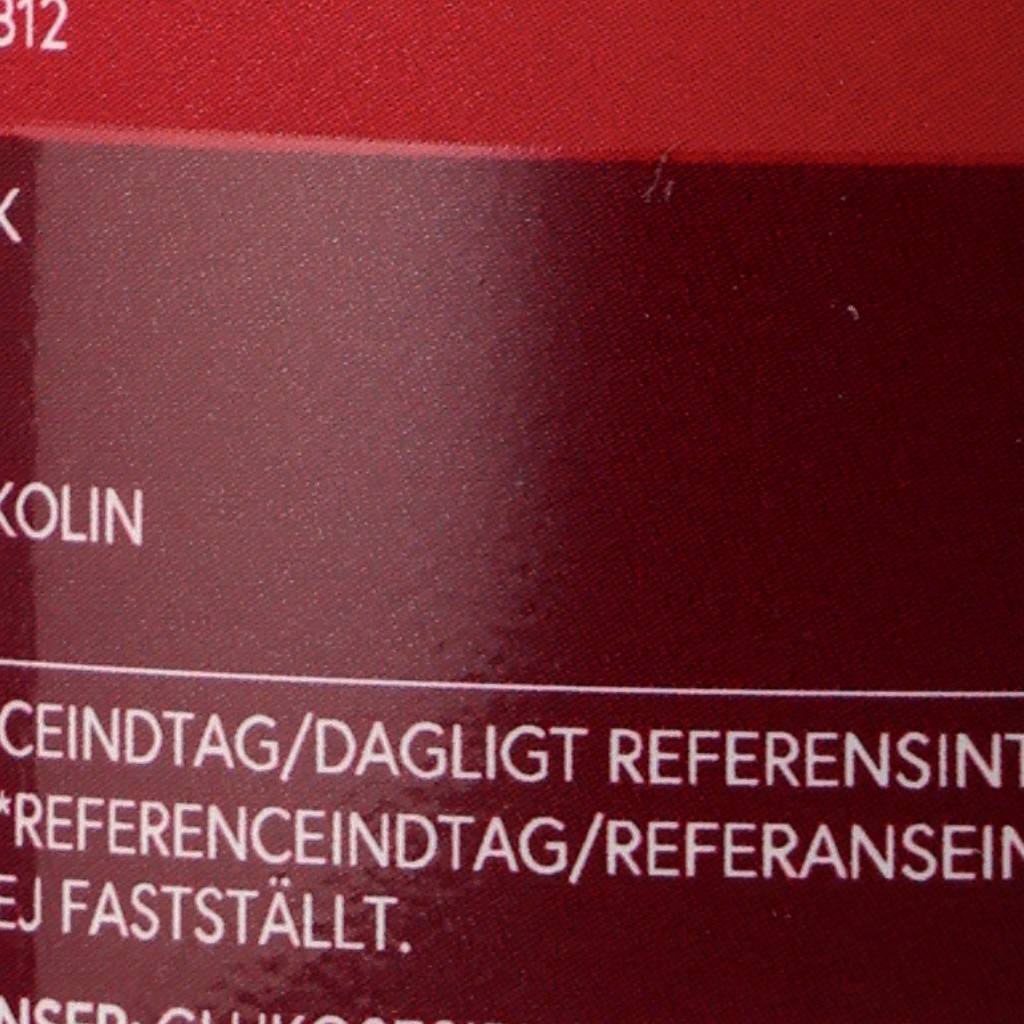 B12
K
KOLIN
CEINDTAG/DAGLIGT REFERENSINT
*REFERENCEINDTAG/REFERANSEIN
EJ FASTSTÄLLT.